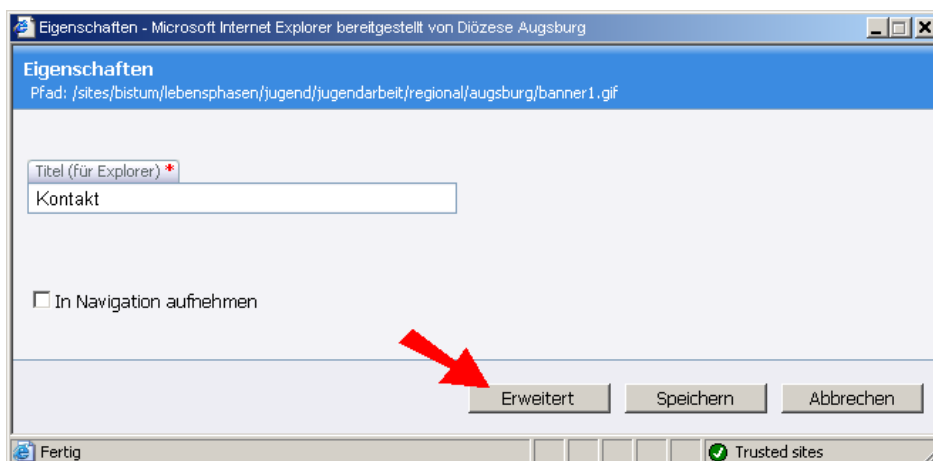 Eigenschaften - Microsoft Internet Explorer bereitgestellt von Diözese Augsburg
Eigenschaften
Pfad: /sites/bistum/lebensphasen/jugend/jugendarbeit/regional/augsburg/banner1.gif
Titel (für Explorer) *
Kontakt
In Navigation aufnehmen
Erweitert Speichern Abbrechen
Fertig Trusted sites